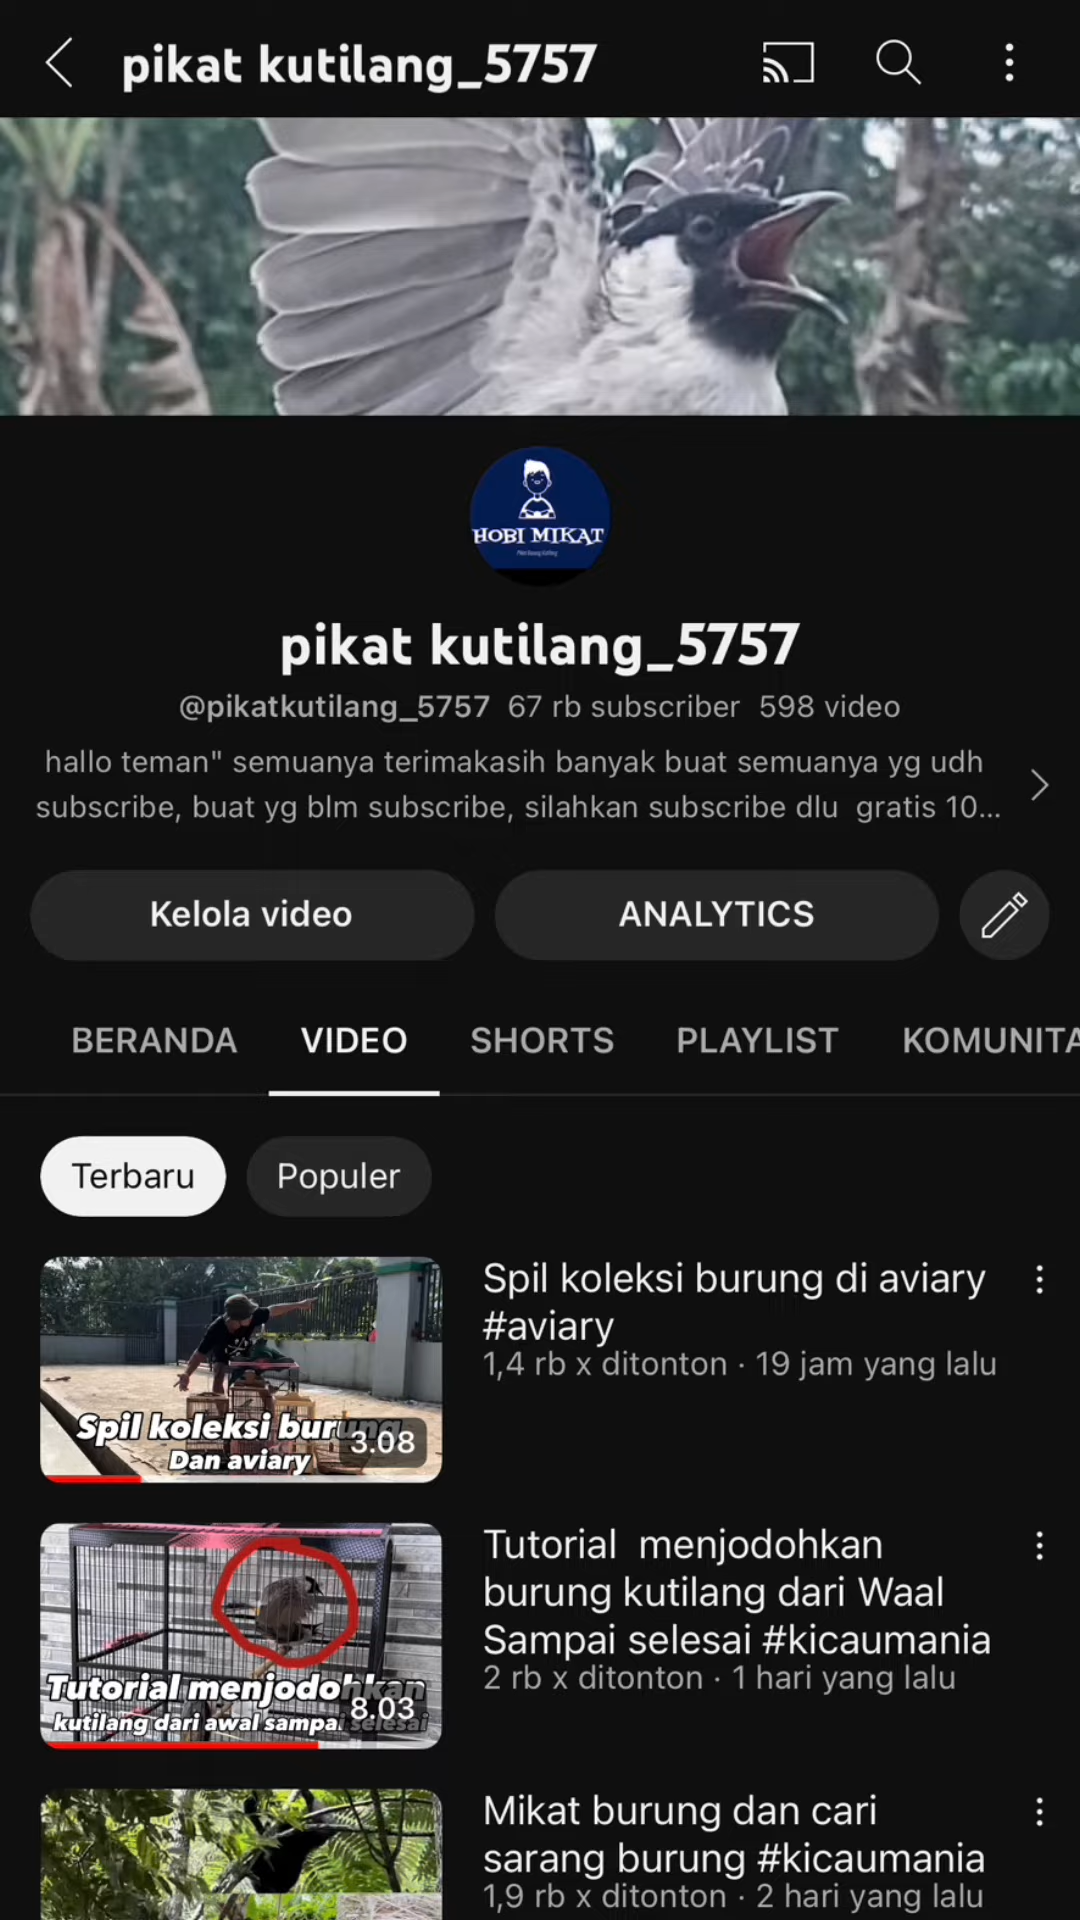 pikat kutilang_5757
HOBI MIKAT
pikat kutilang_5757
@pikatkutilang_5757 67 rb subscriber 598 video
hallo teman" semuanya terimakasih banyak buat semuanya yg udh
subscribe, buat yg blm subscribe, silahkan subscribe dlu gratis 10...
Kelola video
ANALYTICS
BERANDA
VIDEO
SHORTS
PLAYLIST
KOMUNITA
Terbaru
Populer
Spil koleksi burung
Dan aviary
3.08
Spil koleksi burung di aviary
#aviary
1,4 rb x ditonton · 19 jam yang lalu
Tutorial menjodohkan
kutilang dari awal sampai selesai
8.03
Tutorial menjodohkan
burung kutilang dari Waal
Sampai selesai #kicaumania
2 rb x ditonton · 1 hari yang lalu
Mikat burung dan cari
sarang burung #kicaumania
1,9 rb x ditonton · 2 hari yang lalu